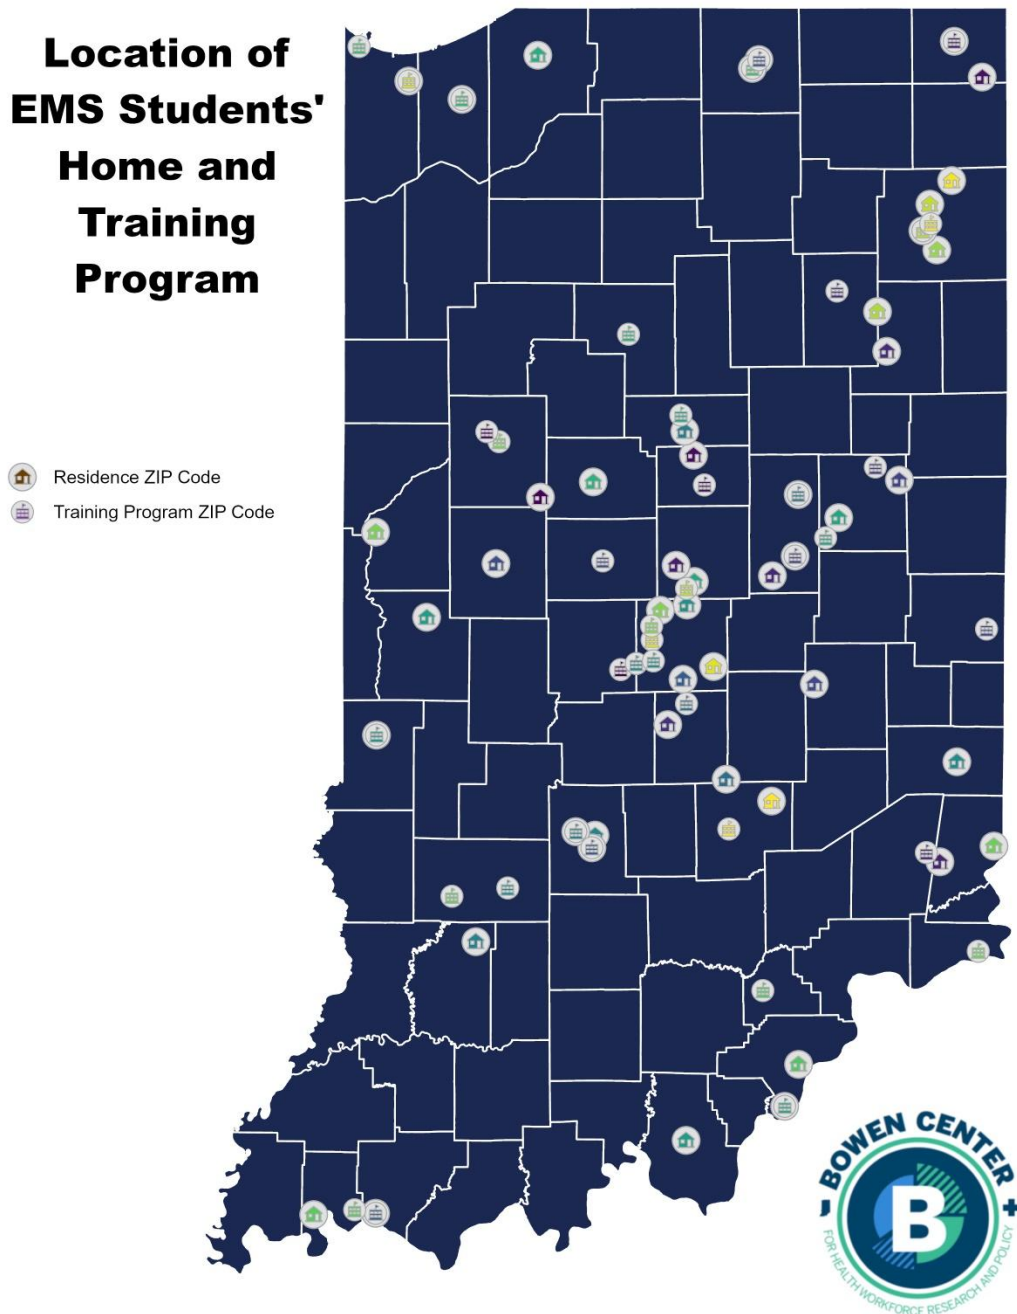 Location of
EMS Students'
Home and
Training
Program
Residence ZIP Code
Training Program ZIP Code
BOWEN CENTER
B
FOR HEALTH WORKFORCE RESEARCH AND POLICY